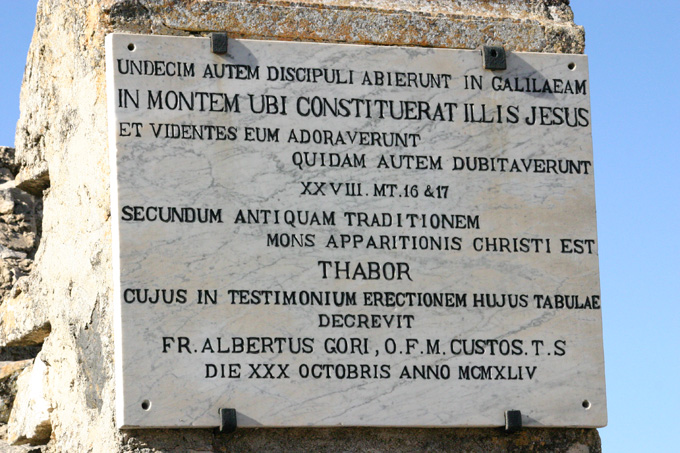 UNDECIM AUTEM DISCIPULI ABIERUNT IN GALILAEAM
IN MONTEM UBI CONSTITUERAT ILLIS JESUS
ET VIDENTES EUM ADORAVERUNT
QUIDAM AUTEM DUBITAVERUNT
XXVIII. MT. 16 & 17
SECUNDUM ANTIQUAM TRADITIONEM
MONS APPARITIONIS CHRISTI EST
THABOR
CUJUS IN TESTIMONIUM ERECTIONEM HUJUS TABULAE
DECREVIT
FR. ALBERTUS GORI, O.F.M. CUSTOS. T.S
DIE XXX OCTOBRIS ANNO MCMXLIV